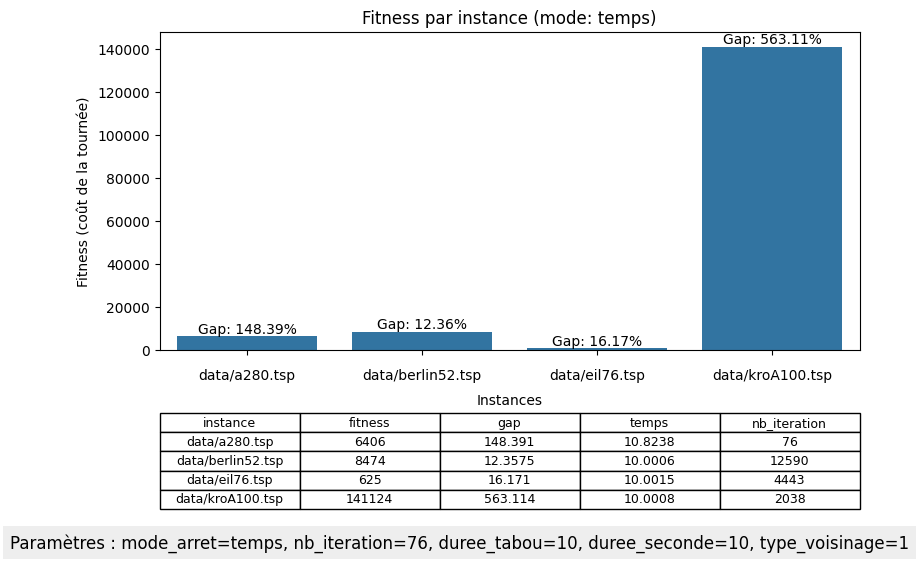 Fitness par instance (mode: temps)
Fitness (coût de la tournée)
140000
120000
100000
80000
60000
40000
20000
0
Gap: 148.39%
Gap: 12.36%
Gap: 16.17%
Gap: 563.11%
data/a280.tsp data/berlin52.tsp data/eil76.tsp data/kroA100.tsp
Instances
instance fitness gap temps nb_iteration
data/a280.tsp 6406 148.391 10.8238 76
data/berlin52.tsp 8474 12.3575 10.0006 12590
data/eil76.tsp 625 16.171 10.0015 4443
data/kroA100.tsp 141124 563.114 10.0008 2038
Paramètres : mode_arret=temps, nb_iteration=76, duree_tabou=10, duree_seconde=10, type_voisinage=1